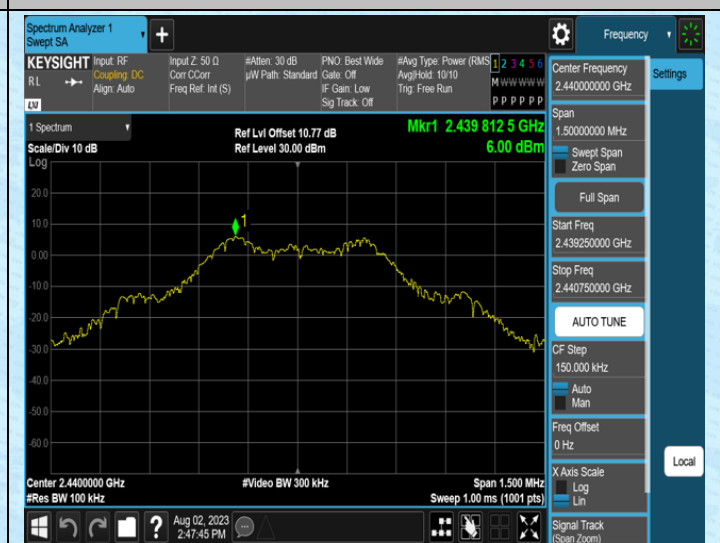 Spectrum Analyzer 1
Swept SA
Frequency
KEYSIGHT
RL
LXI
Input: RF
Coupling: DC
Align: Auto
Input Z: 50 Ω
Corr CCorr
Freq Ref: Int (S)
#Atten: 30 dB
µW Path: Standard
PNO: Best Wide
Gate: Off
IF Gain: Low
Sig Track: Off
#Avg Type: Power (RMS
Avg|Hold: 10/10
Trig: Free Run
1 2 3 4 5 6
M W W W W W
P P P P P P
Center Frequency
2.440000000 GHz
Settings
Span
1.50000000 MHz
Swept Span
Zero Span
Full Span
Start Freq
2.439250000 GHz
Stop Freq
2.440750000 GHz
AUTO TUNE
CF Step
150.000 kHz
Auto
Man
Freq Offset
0 Hz
X Axis Scale
Log
Lin
Signal Track
(Span Zoom)
Local
1 Spectrum
Scale/Div 10 dB
Ref Lvl Offset 10.77 dB
Ref Level 30.00 dBm
Mkr1 2.439 812 5 GHz
6.00 dBm
Log
20.0
10.0
0.00
-10.0
-20.0
-30.0
-40.0
-50.0
-60.0
1
Center 2.4400000 GHz
#Res BW 100 kHz
#Video BW 300 kHz
Span 1.500 MHz
Sweep 1.00 ms (1001 pts)
?
Aug 02, 2023
2:47:45 PM